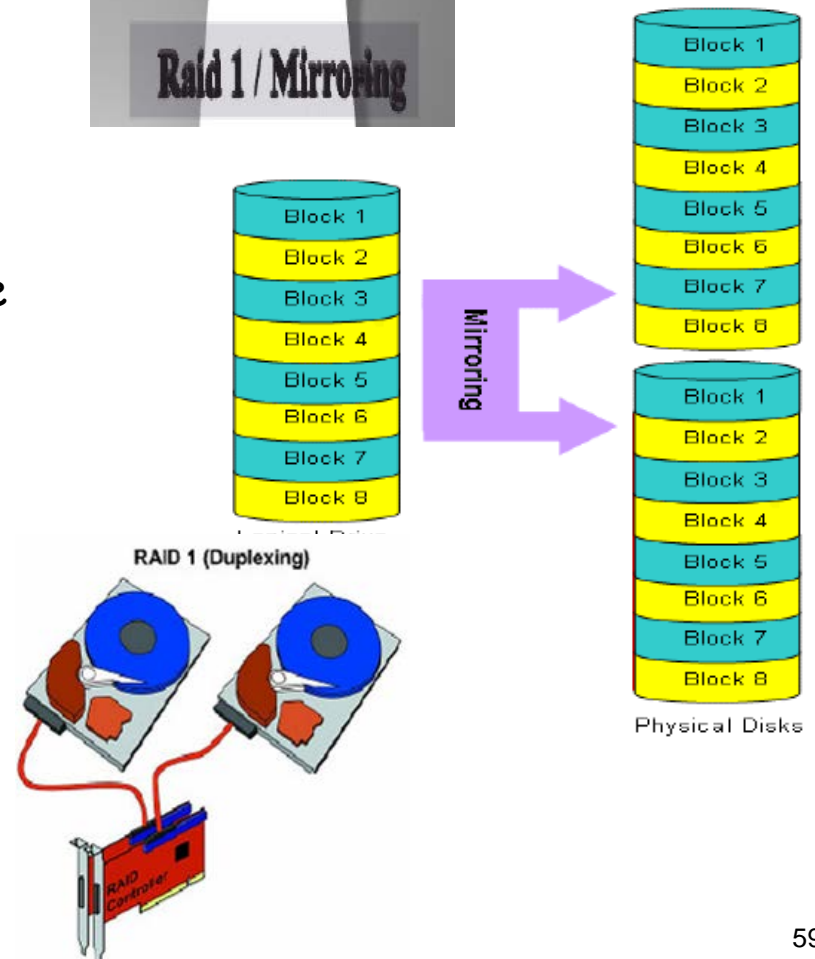 Raid 1 / Mirroring
Block 1
Block 2
Block 3
Block 4
Block 5
Block 6
Block 7
Block 8
Mirroring
Block 1
Block 2
Block 3
Block 4
Block 5
Block 6
Block 7
Block 8
Block 1
Block 2
Block 3
Block 4
Block 5
Block 6
Block 7
Block 8
Physical Disks
RAID 1 (Duplexing)
RAID
Controller
59